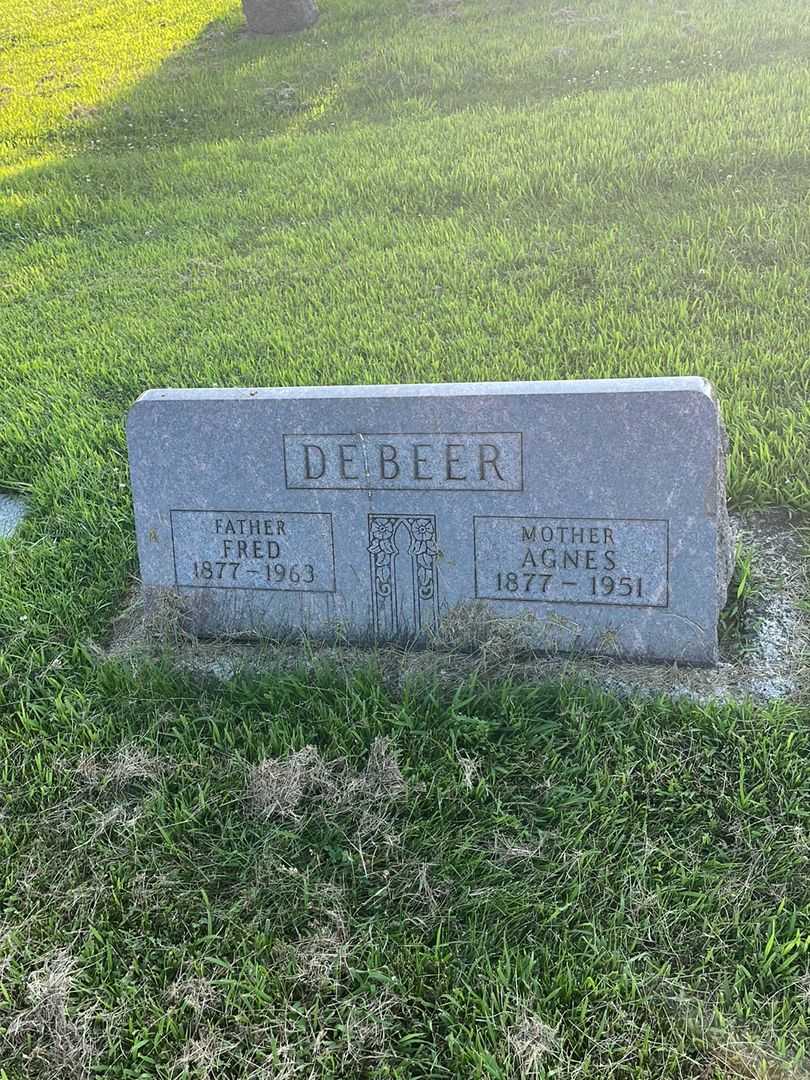 DE BEER
FATHER
FRED
1877-1963
MOTHER
AGNES
1877-1951